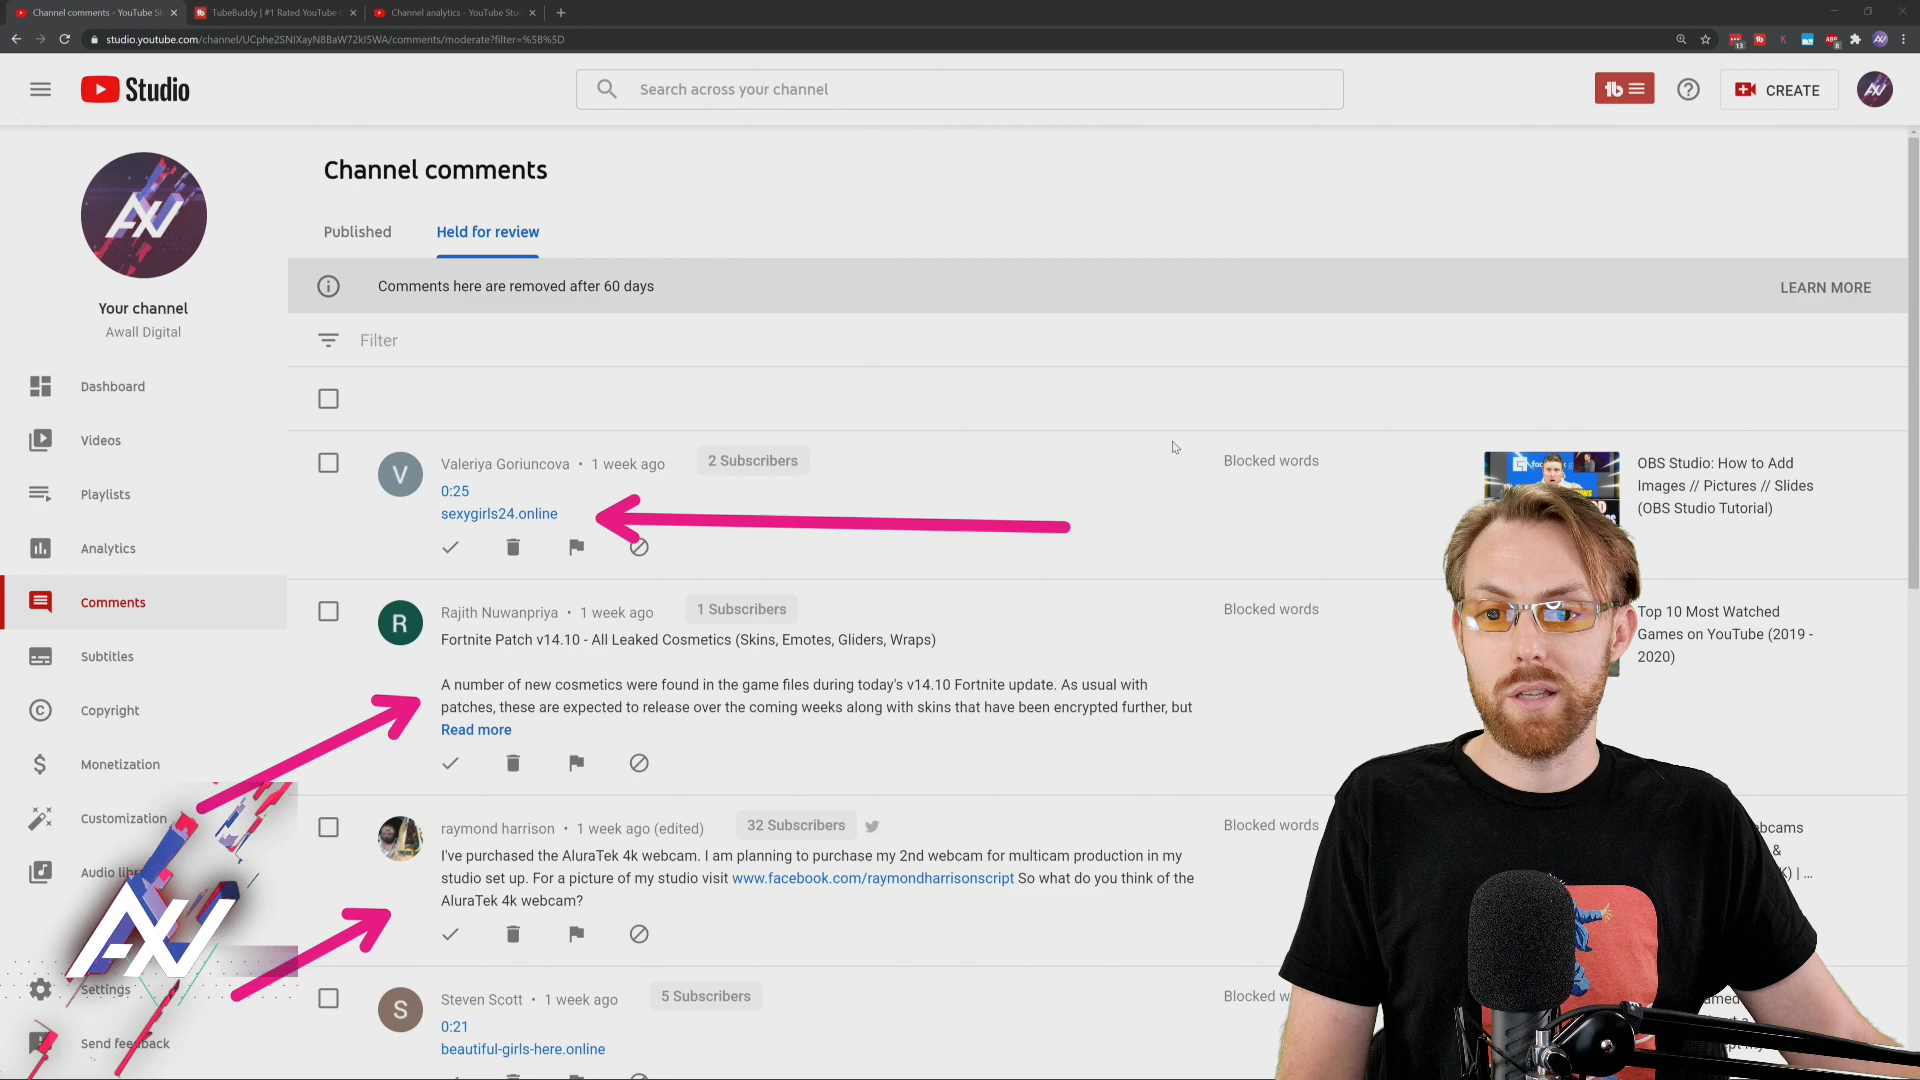 Channel comments - YouTube St
TubeBuddy | #1 Rated YouTube C
Channel analytics - YouTube Stu
studio.youtube.com/channel/UCphe2SNIXayN8BaW72kI5WA/comments/moderate?filter=%5B%5D
13
8
Studio
Search across your channel
CREATE
Channel comments
Published
Held for review
Comments here are removed after 60 days
LEARN MORE
Filter
Your channel
Awall Digital
Dashboard
Videos
Playlists
Analytics
Comments
Subtitles
Copyright
Monetization
Customization
Audio libr
Settings
Send feedback
Valeriya Goriuncova • 1 week ago
2 Subscribers
0:25
sexygirls24.online
Blocked words
OBS Studio: How to Add
Images // Pictures // Slides
(OBS Studio Tutorial)
R
Rajith Nuwanpriya • 1 week ago
1 Subscribers
Fortnite Patch v14.10 - All Leaked Cosmetics (Skins, Emotes, Gliders, Wraps)
A number of new cosmetics were found in the game files during today's v14.10 Fortnite update. As usual with
patches, these are expected to release over the coming weeks along with skins that have been encrypted further, but
Read more
Blocked words
Top 10 Most Watched
Games on YouTube (2019 -
2020)
raymond harrison • 1 week ago (edited)
32 Subscribers
I've purchased the AluraTek 4k webcam. I am planning to purchase my 2nd webcam for multicam production in my
studio set up. For a picture of my studio visit www.facebook.com/raymondharrisonscript So what do you think of the
AluraTek 4k webcam?
Blocked words
bcams
&
K) | ...
S
Steven Scott • 1 week ago
5 Subscribers
0:21
beautiful-girls-here.online
Blocked w